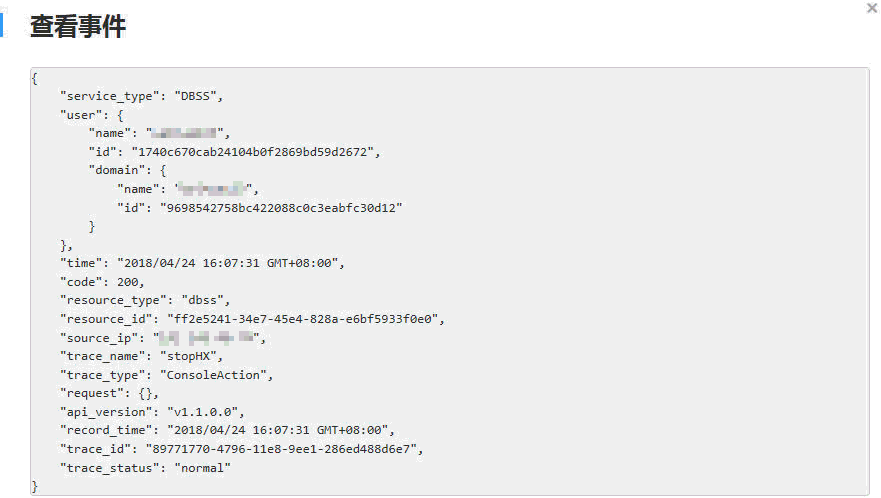 查看事件
{
    "service_type": "DBSS",
    "user": {
        "name": "",
        "id": "1740c670cab24104b0f2869bd59d2672",
        "domain": {
            "name": "",
            "id": "9698542758bc422088c0c3eabfc30d12"
        }
    },
    "time": "2018/04/24 16:07:31 GMT+08:00",
    "code": 200,
    "resource_type": "dbss",
    "resource_id": "ff2e5241-34e7-45e4-828a-e6bf5933f0e0",
    "source_ip": "",
    "trace_name": "stopHX",
    "trace_type": "ConsoleAction",
    "request": {},
    "api_version": "v1.1.0.0",
    "record_time": "2018/04/24 16:07:31 GMT+08:00",
    "trace_id": "89771770-4796-11e8-9ee1-286ed488d6e7",
    "trace_status": "normal"
}